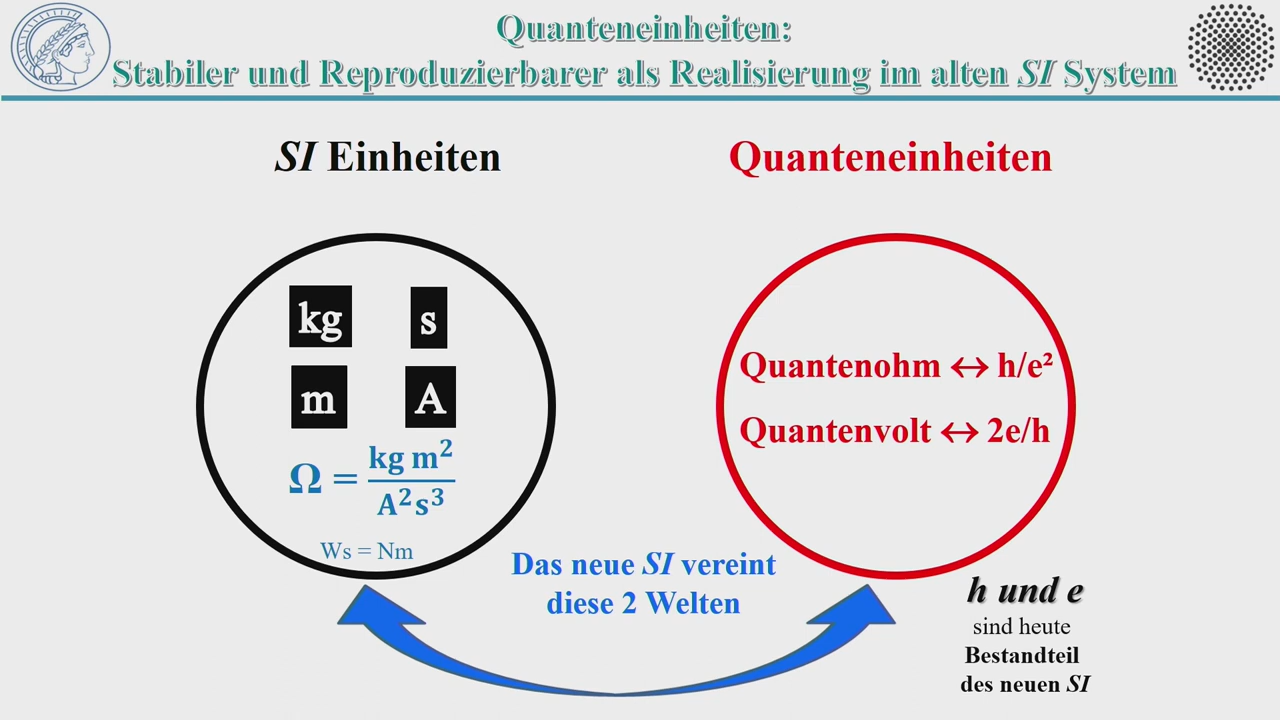 Quanteneinheiten:
Stabiler und Reproduzierbarer als Realisierung im alten SI System
SI Einheiten
Quanteneinheiten
kg s
m A
Ω = kg m² / A²s³
Ws = Nm
Quantenohm ↔ h/e²
Quantenvolt ↔ 2e/h
Das neue SI vereint
diese 2 Welten
h und e
sind heute
Bestandteil
des neuen SI